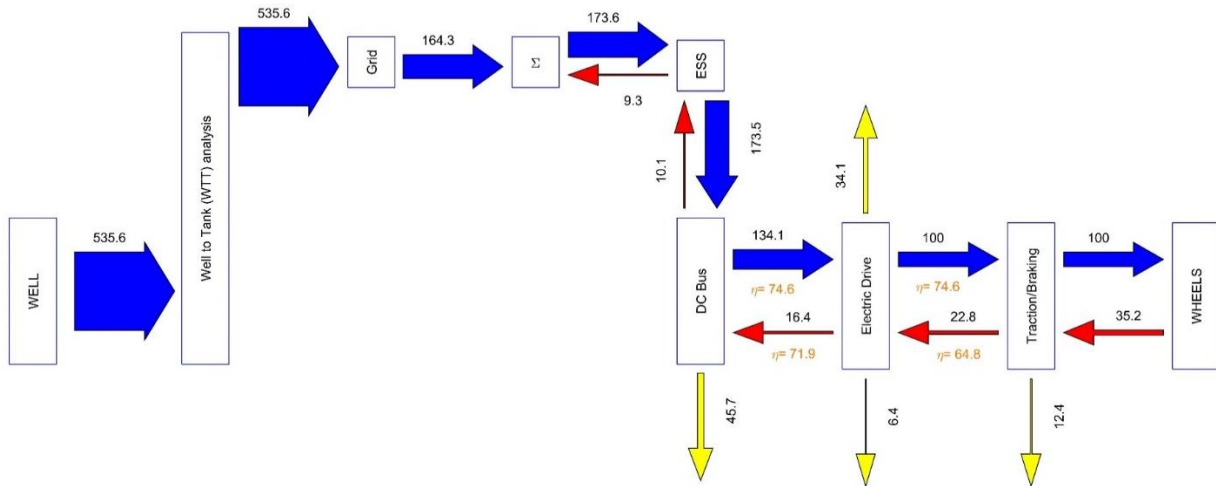 535.6
535.6
173.6
Grid
164.3
Σ
ESS
9.3
Well to Tank (WTT) analysis
10.1
173.5
34.1
WELL
535.6
DC Bus
134.1
η= 74.6
16.4
η= 71.9
Electric Drive
100
η= 74.6
22.8
η= 64.8
Traction/Braking
100
35.2
WHEELS
45.7
6.4
12.4